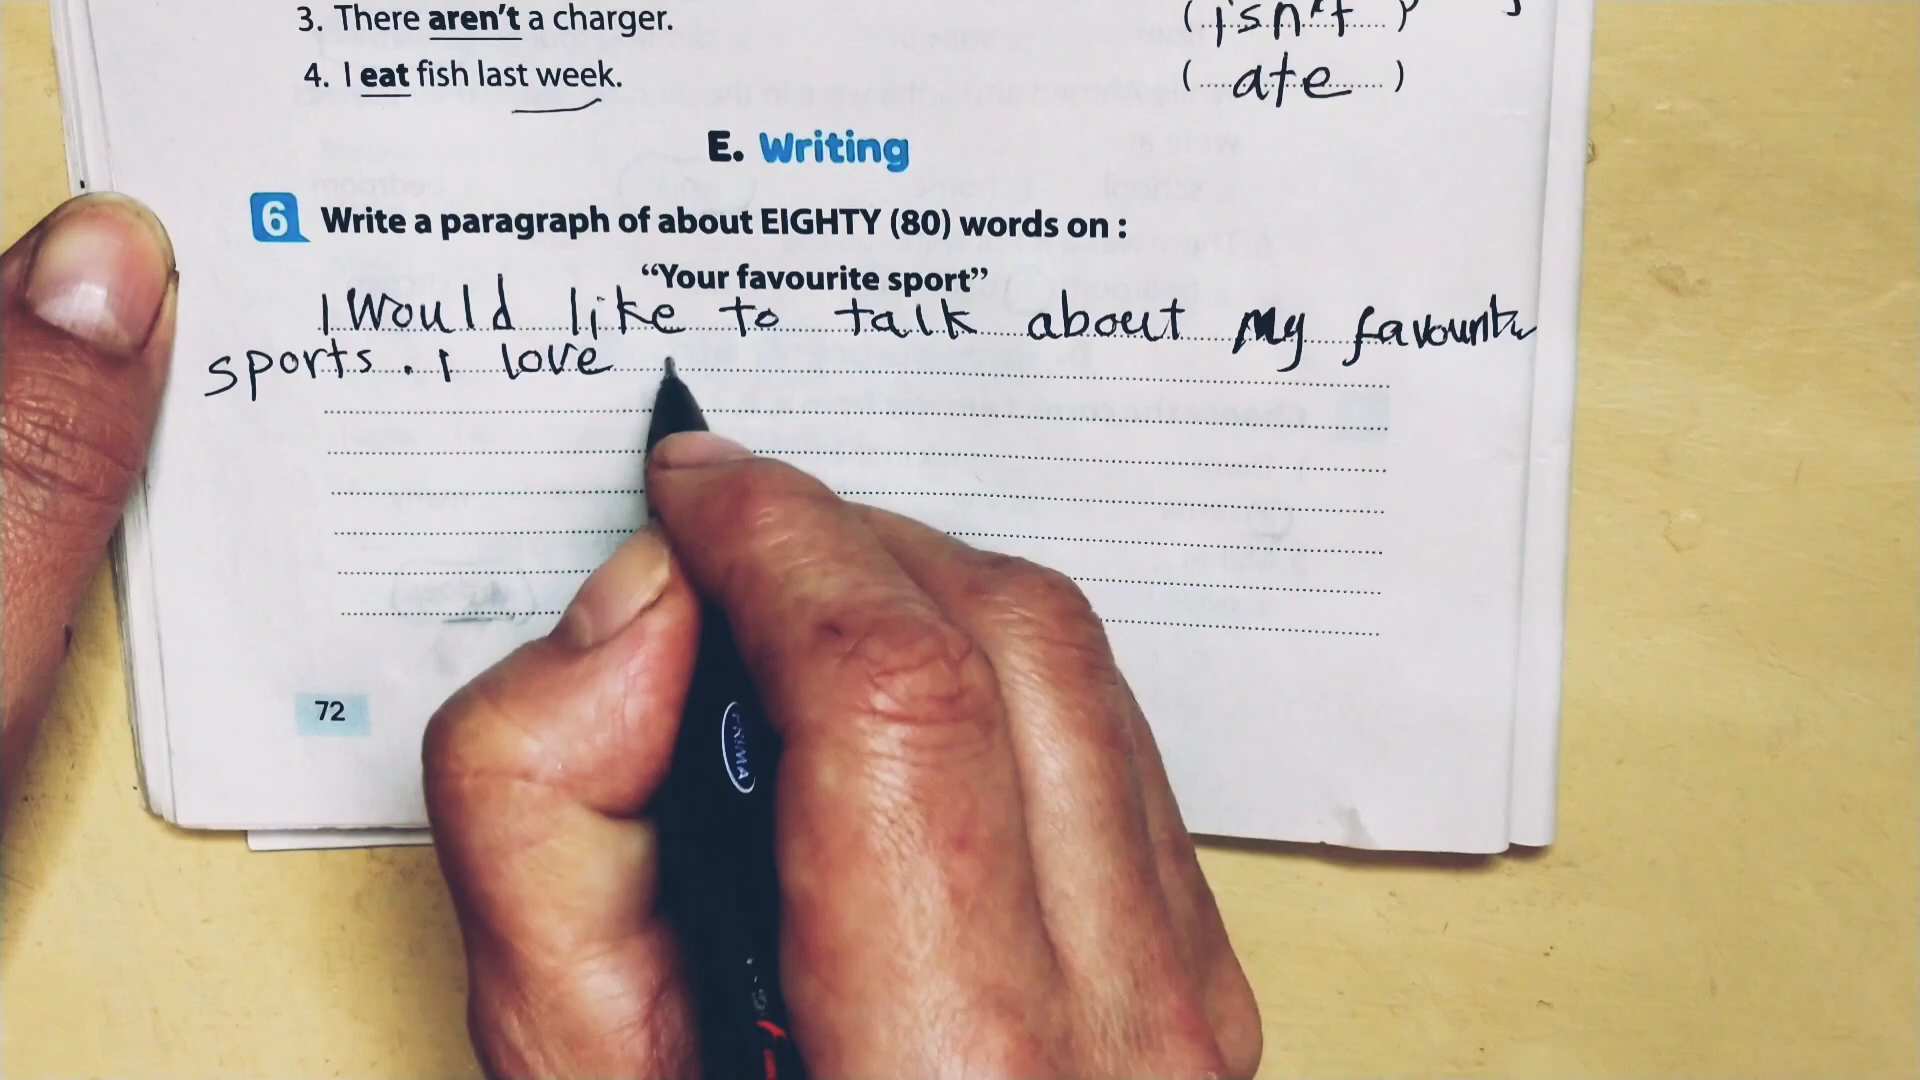 3. There aren't a charger. (isn't)
4. I eat fish last week. (ate)
E. Writing
6 Write a paragraph of about EIGHTY (80) words on :
"Your favourite sport"
I Would like to talk about My
sports. I love
72
PRIMA